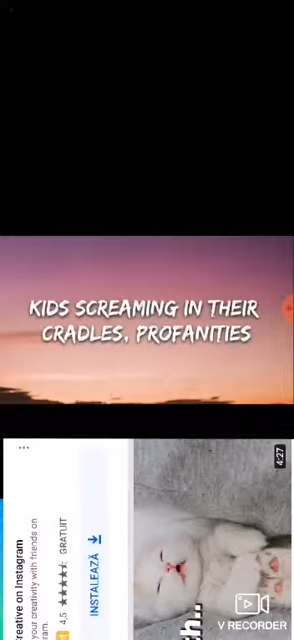 KIDS SCREAMING IN THEIR
CRADLES, PROFANITIES
4:27
reative on Instagram
your creativity with friends on
ram.
4,5 ★★★★★ GRATUIT
INSTALEAZĂ
h...
V RECORDER